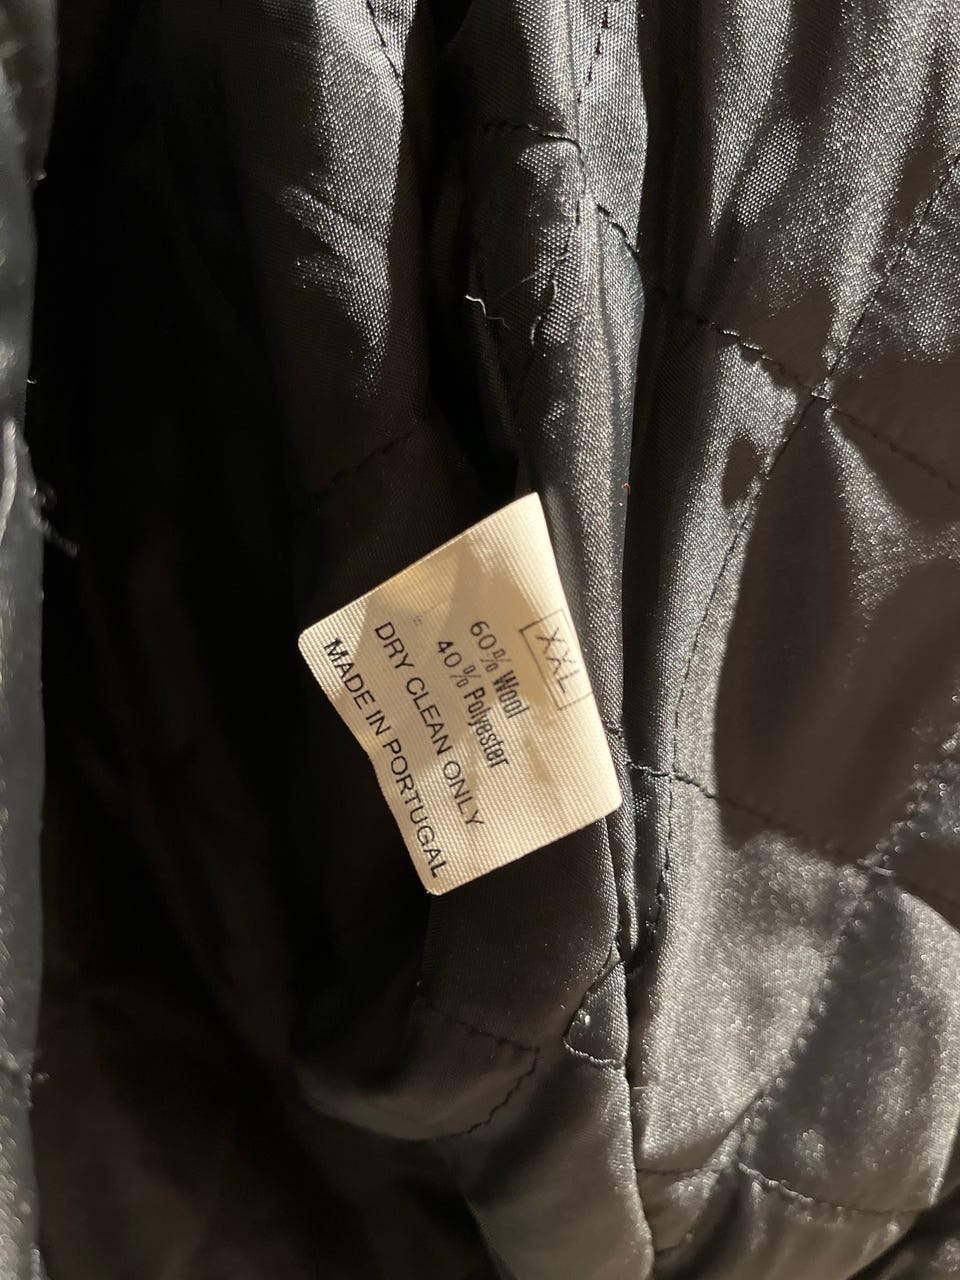 XXL
60% Wool
40% Polyester
DRY CLEAN ONLY
MADE IN PORTUGAL